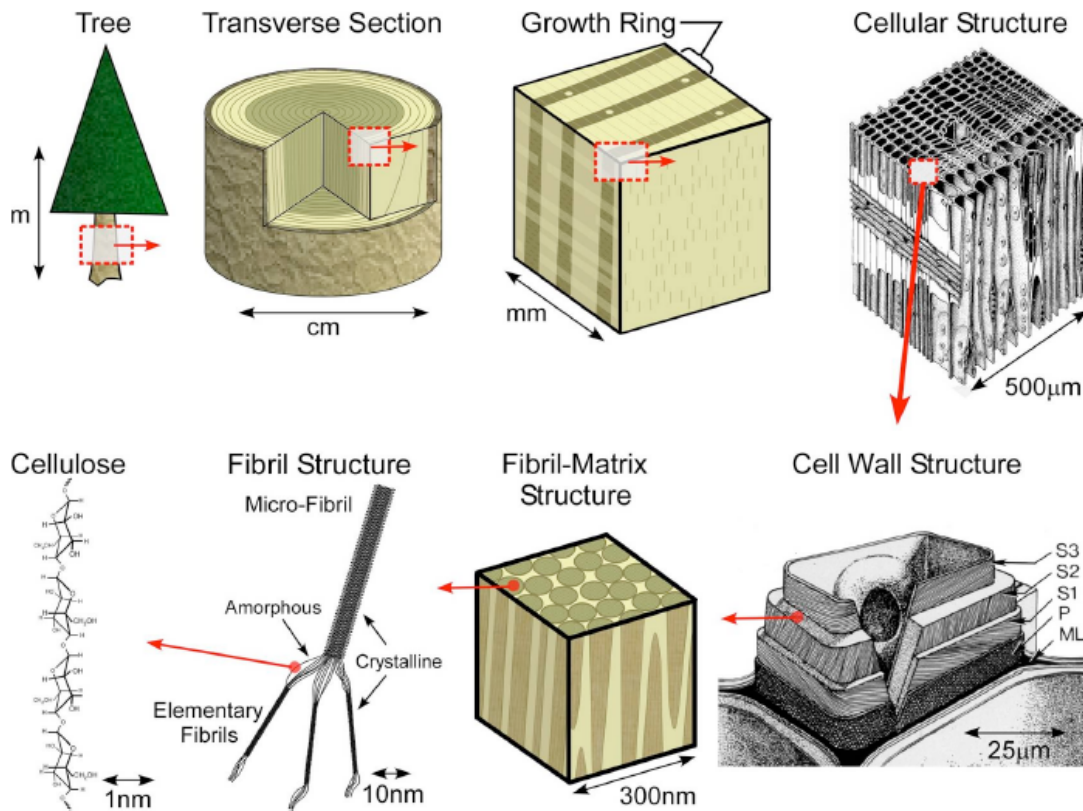 Tree
Transverse Section
Growth Ring
Cellular Structure
m
cm
mm
500μm
Cellulose
Fibril Structure
Fibril-Matrix
Structure
Cell Wall Structure
Micro-Fibril
Amorphous
Crystalline
Elementary
Fibrils
S3
S2
S1
P
ML
1nm
10nm
300nm
25μm